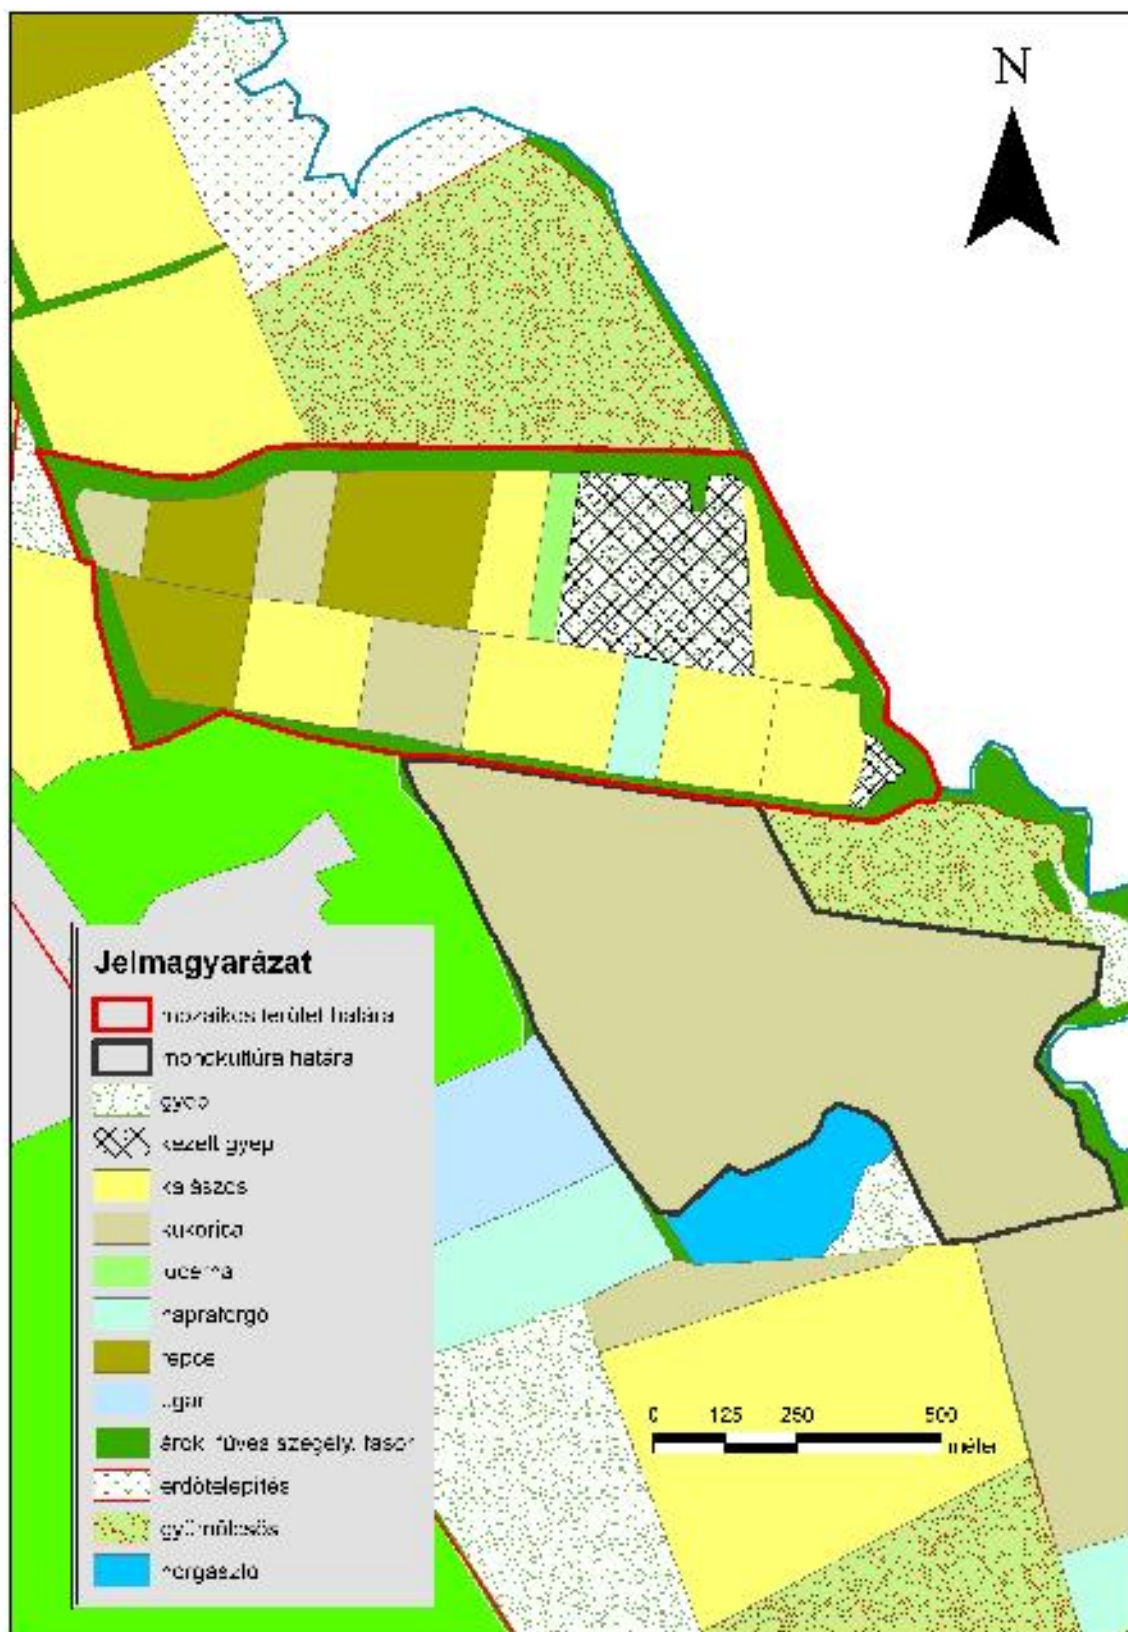 N
Jelmagyarázat
mozaikos terület határa
monokultúra határa
gyep
kezelt gyep
kalászos
kukorica
lucerna
napraforgó
repce
ugar
árok, füves szegély, fasor
erdőtelepítés
gyümölcsös
horgásztó
0 125 250 500
méter